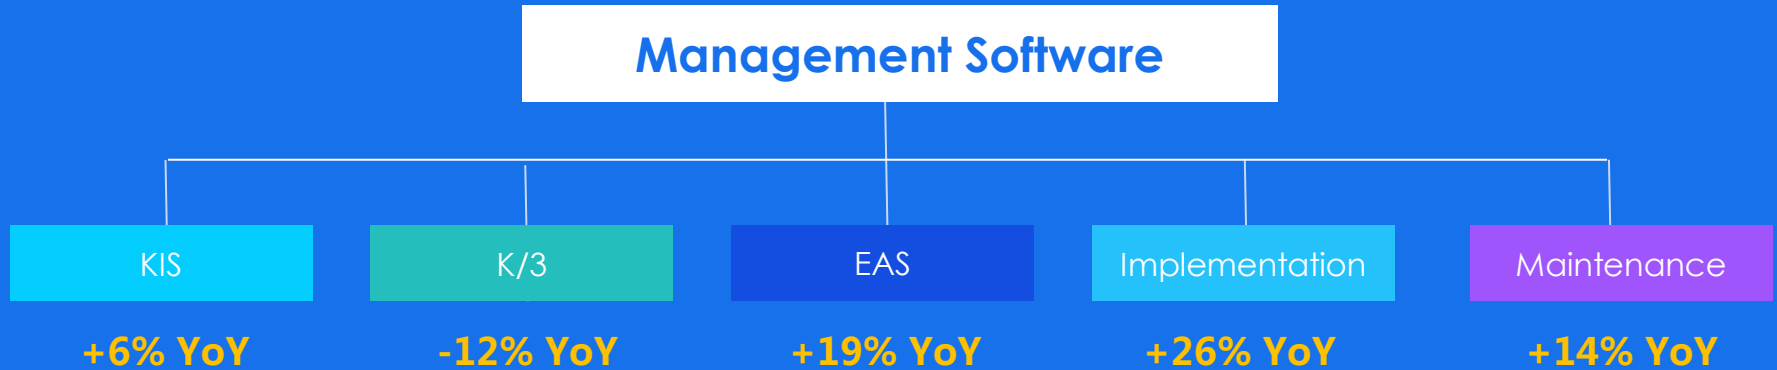 Management Software
KIS
K/3
EAS
Implementation
Maintenance
+6% YoY
-12% YoY
+19% YoY
+26% YoY
+14% YoY